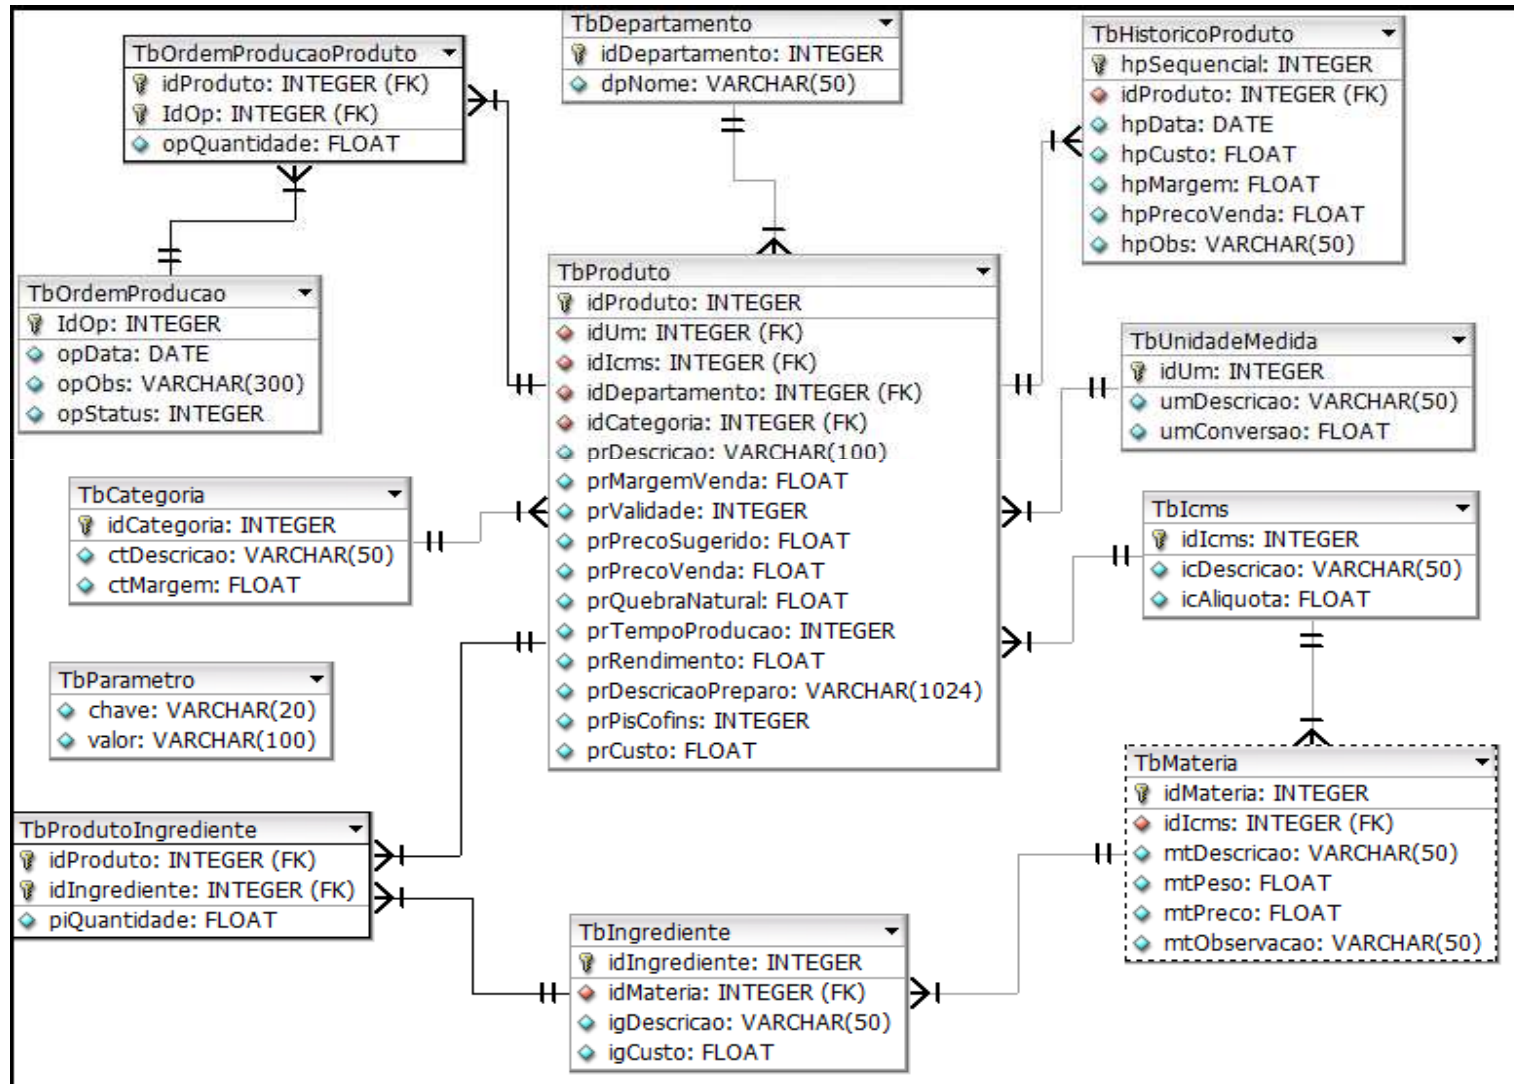 TbOrdemProducaoProduto
idProduto: INTEGER (FK)
IdOp: INTEGER (FK)
opQuantidade: FLOAT
TbDepartamento
idDepartamento: INTEGER
dpNome: VARCHAR(50)
TbHistoricoProduto
hpSequencial: INTEGER
idProduto: INTEGER (FK)
hpData: DATE
hpCusto: FLOAT
hpMargem: FLOAT
hpPrecoVenda: FLOAT
hpObs: VARCHAR(50)
TbOrdemProducao
IdOp: INTEGER
opData: DATE
opObs: VARCHAR(300)
opStatus: INTEGER
TbProduto
idProduto: INTEGER
idUm: INTEGER (FK)
idIcms: INTEGER (FK)
idDepartamento: INTEGER (FK)
idCategoria: INTEGER (FK)
prDescricao: VARCHAR(100)
prMargemVenda: FLOAT
prValidade: INTEGER
prPrecoSugerido: FLOAT
prPrecoVenda: FLOAT
prQuebraNatural: FLOAT
prTempoProducao: INTEGER
prRendimento: FLOAT
prDescricaoPreparo: VARCHAR(1024)
prPisCofins: INTEGER
prCusto: FLOAT
TbUnidadeMedida
idUm: INTEGER
umDescricao: VARCHAR(50)
umConversao: FLOAT
TbCategoria
idCategoria: INTEGER
ctDescricao: VARCHAR(50)
ctMargem: FLOAT
TbIcms
idIcms: INTEGER
icDescricao: VARCHAR(50)
icAliquota: FLOAT
TbParametro
chave: VARCHAR(20)
valor: VARCHAR(100)
TbMateria
idMateria: INTEGER
idIcms: INTEGER (FK)
mtDescricao: VARCHAR(50)
mtPeso: FLOAT
mtPreco: FLOAT
mtObservacao: VARCHAR(50)
TbProdutoIngrediente
idProduto: INTEGER (FK)
idIngrediente: INTEGER (FK)
piQuantidade: FLOAT
TbIngrediente
idIngrediente: INTEGER
idMateria: INTEGER (FK)
igDescricao: VARCHAR(50)
igCusto: FLOAT